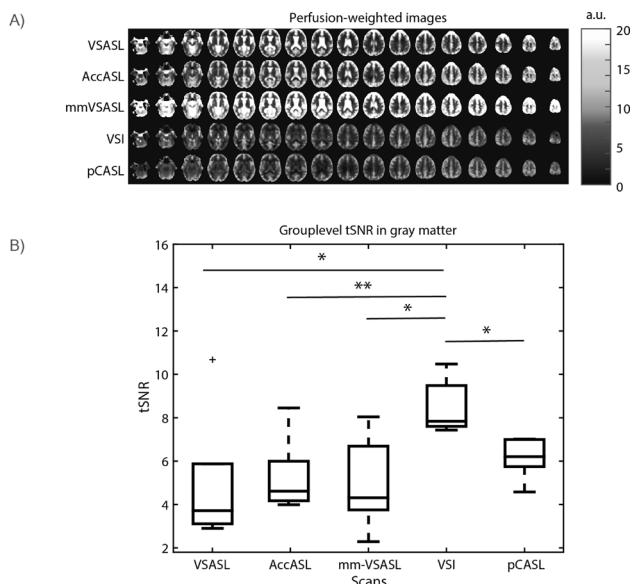 A)
Perfusion-weighted images
a.u.
VSASL
AccASL
mmVSASL
VSI
pCASL
20
15
10
5
0
B)
Grouplevel tSNR in gray matter
tSNR
16
14
12
10
8
6
4
2
*
**
*
*
+
VSASL AccASL mm-VSASL VSI pCASL
Scans